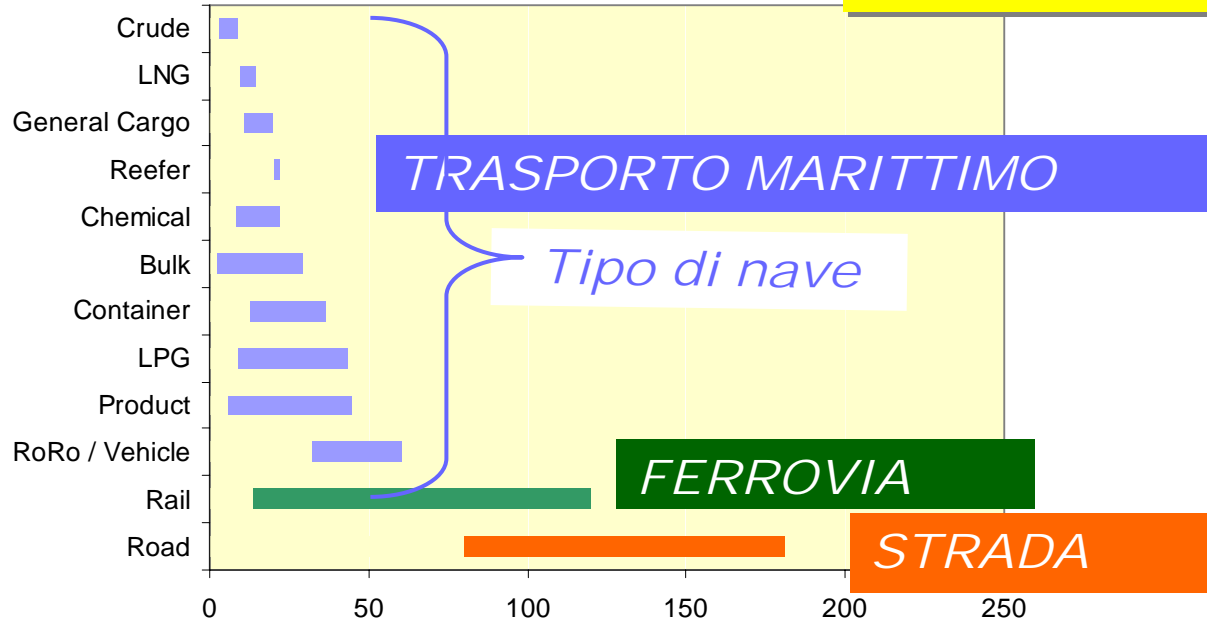 Crude
LNG
General Cargo
Reefer
TRASPORTO MARITTIMO
Chemical
Bulk
Tipo di nave
Container
LPG
Product
RoRo / Vehicle
Rail
FERROVIA
Road
STRADA
0 50 100 150 200 250